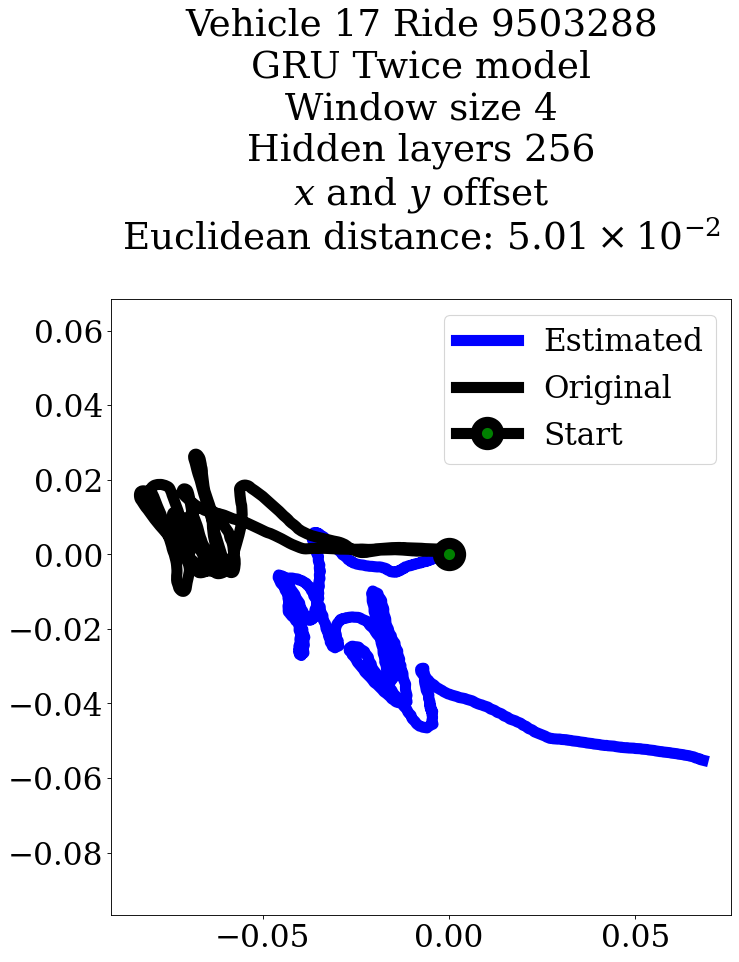 Vehicle 17 Ride 9503288
GRU Twice model
Window size 4
Hidden layers 256
x and y offset
Euclidean distance: 5.01 × 10⁻²
Estimated
Original
Start
0.06
0.04
0.02
0.00
−0.02
−0.04
−0.06
−0.08
−0.05
0.00
0.05